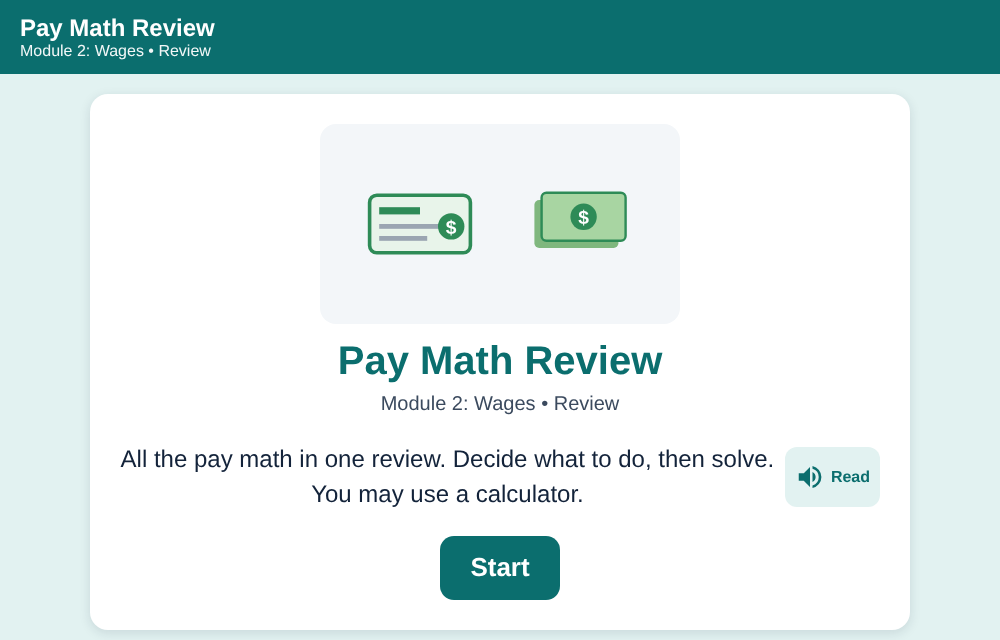 Pay Math Review
Module 2: Wages • Review
$
$
Pay Math Review
Module 2: Wages • Review
All the pay math in one review. Decide what to do, then solve.
You may use a calculator.
Read
Start